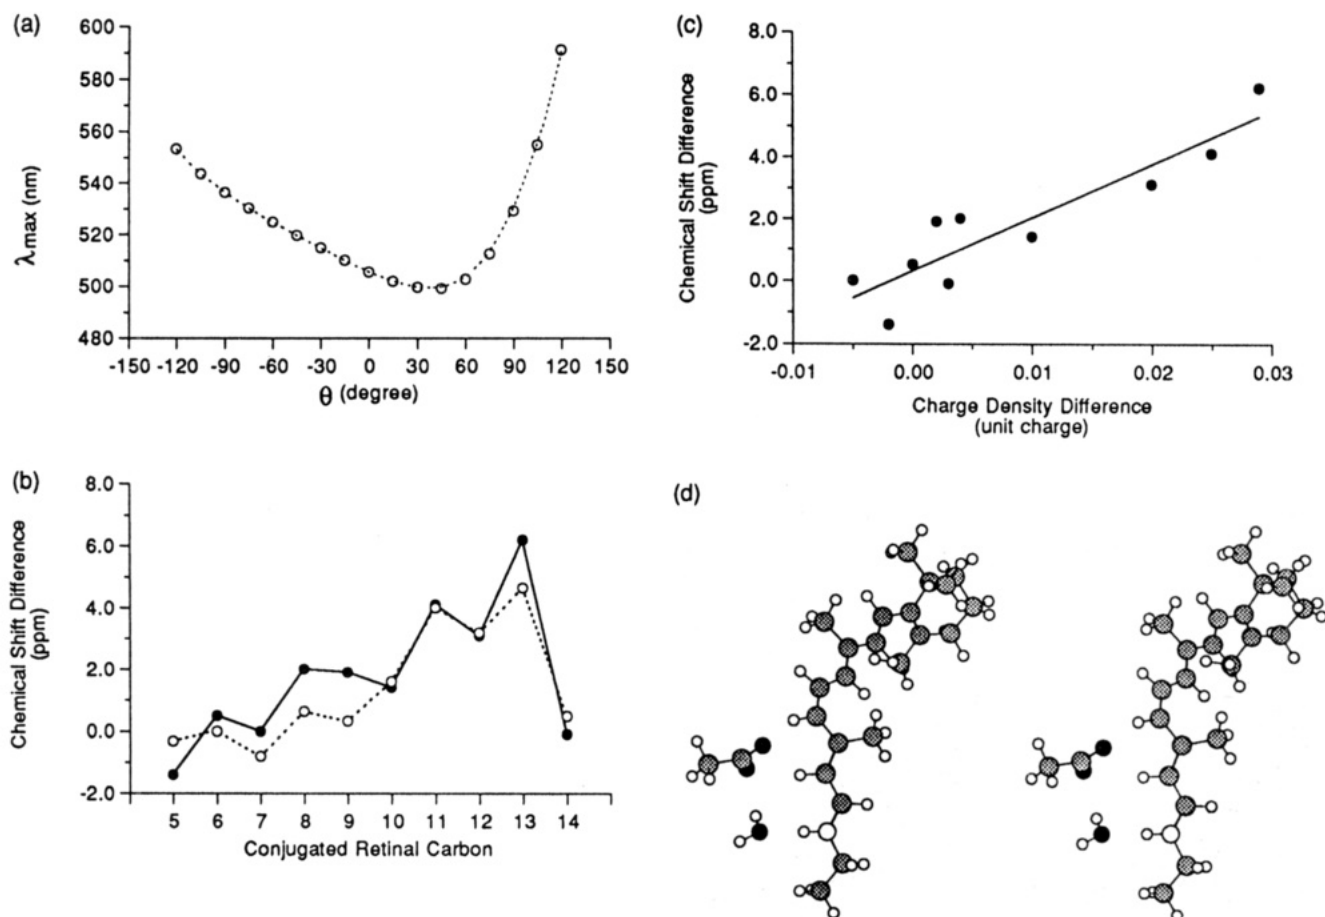 (a)
600
580
560
540
520
500
480
λmax (nm)
-150 -120 -90 -60 -30 0 30 60 90 120 150
θ (degree)
(b)
8.0
6.0
4.0
2.0
0.0
-2.0
Chemical Shift Difference
(ppm)
5 6 7 8 9 10 11 12 13 14
Conjugated Retinal Carbon
(c)
8.0
6.0
4.0
2.0
0.0
-2.0
Chemical Shift Difference
(ppm)
-0.01 0.00 0.01 0.02 0.03
Charge Density Difference
(unit charge)
(d)